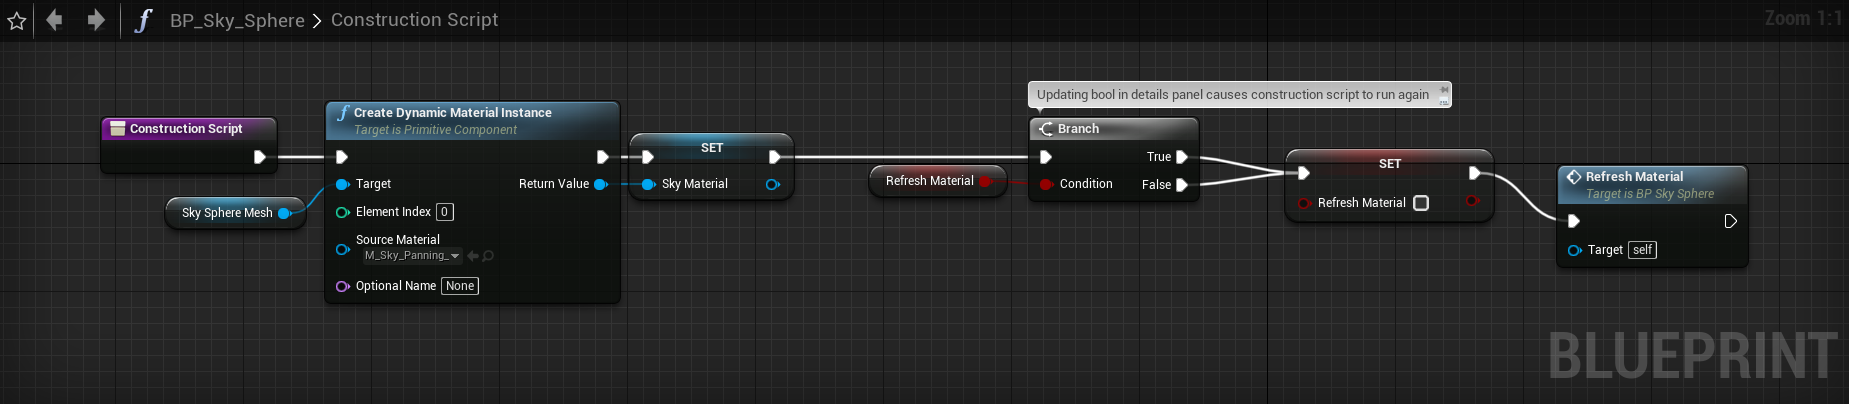 BP_Sky_Sphere > Construction Script
Zoom 1:1
Updating bool in details panel causes construction script to run again
Construction Script
Create Dynamic Material Instance
Target is Primitive Component
Target
Return Value
Element Index 0
Source Material
M_Sky_Panning_
Optional Name None
Sky Sphere Mesh
SET
Sky Material
Refresh Material
Branch
True
Condition
False
SET
Refresh Material
Refresh Material
Target is BP Sky Sphere
Target self
BLUEPRINT